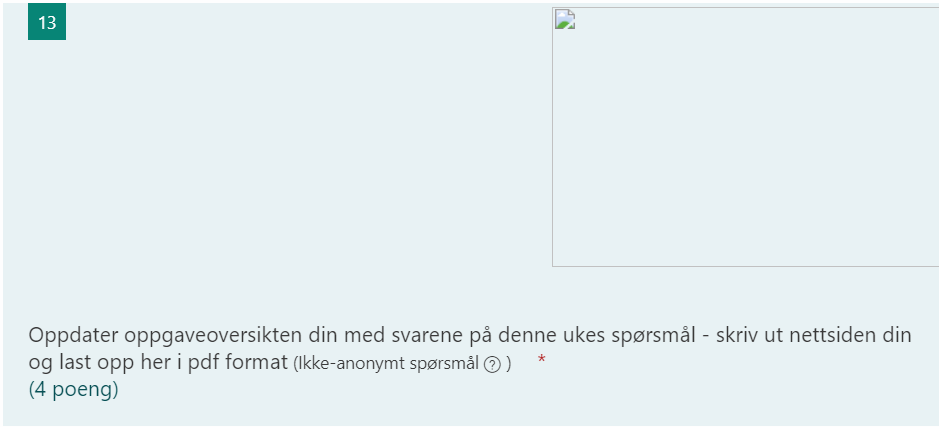 13
Oppdater oppgaveoversikten din med svarene på denne ukes spørsmål - skriv ut nettsiden din
og last opp her i pdf format (Ikke-anonymt spørsmål ? ) *
(4 poeng)